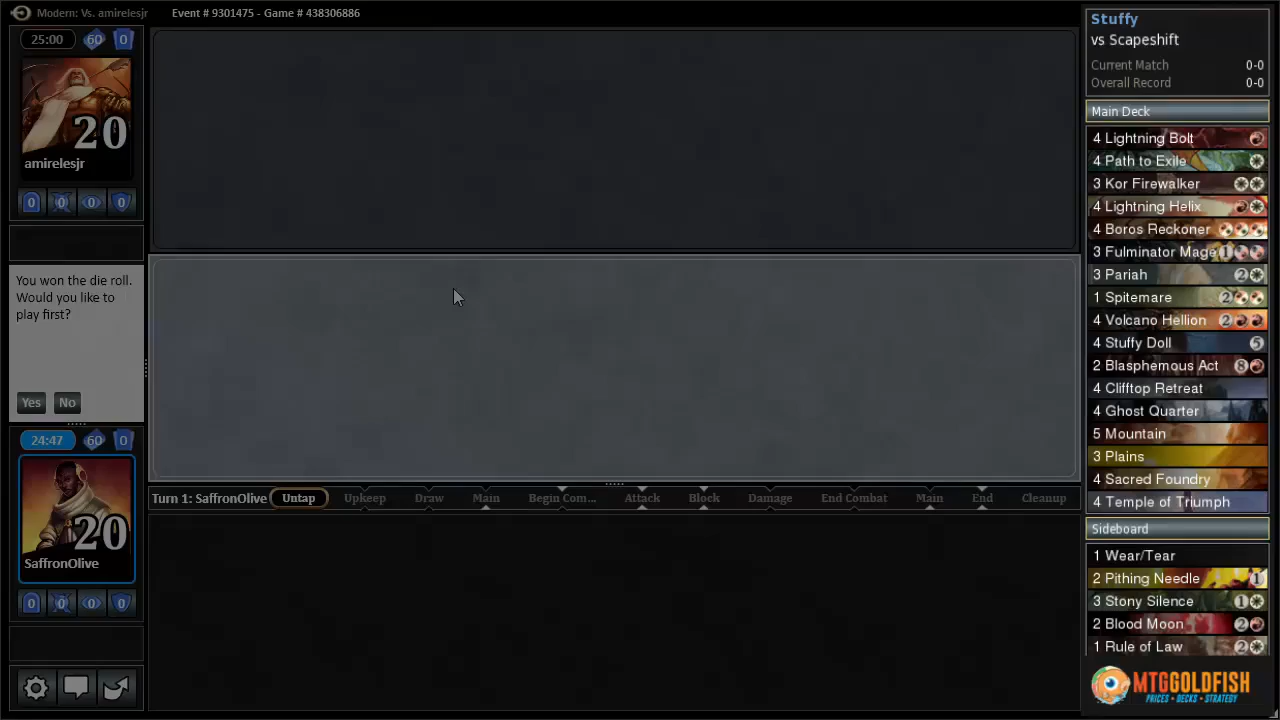 Modern: Vs. amirelesjr
Event # 9301475 - Game # 438306886
25:00 60 0
20
amirelesjr
0 0 0 0
You won the die roll.
Would you like to
play first?
Yes No
24:47 60 0
20
SaffronOlive
0 0 0 0
Turn 1: SaffronOlive Untap Upkeep Draw Main Begin Com... Attack Block Damage End Combat Main End Cleanup
Stuffy
vs Scapeshift
Current Match 0-0
Overall Record 0-0
Main Deck
4 Lightning Bolt
4 Path to Exile
3 Kor Firewalker
4 Lightning Helix
4 Boros Reckoner
3 Fulminator Mage 1
3 Pariah 2
1 Spitemare 2
4 Volcano Hellion 2
4 Stuffy Doll 5
2 Blasphemous Act 8
4 Clifftop Retreat
4 Ghost Quarter
5 Mountain
3 Plains
4 Sacred Foundry
4 Temple of Triumph
Sideboard
1 Wear/Tear
2 Pithing Needle 1
3 Stony Silence 1
2 Blood Moon 2
1 Rule of Law 2
MTGGOLDFISH
PRICES • DECKS • STRATEGY